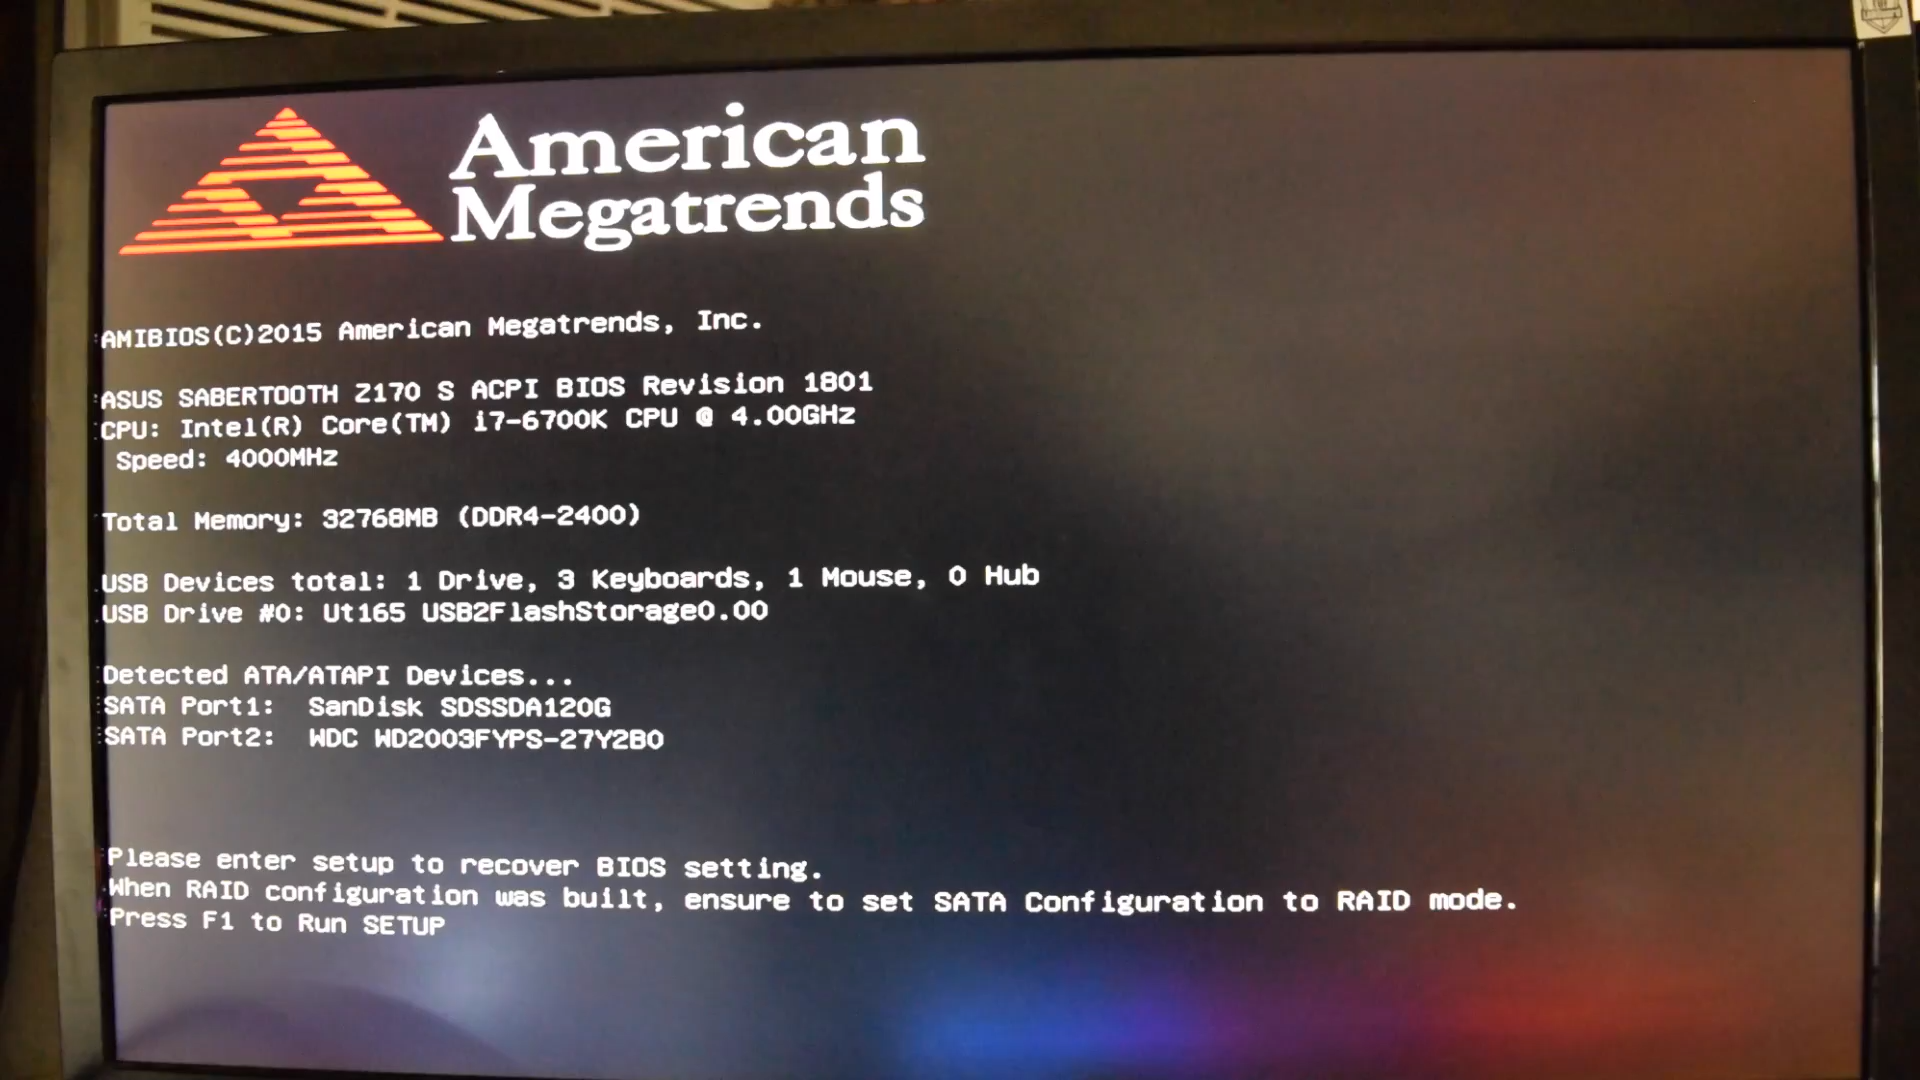 American
Megatrends
AMIBIOS(C)2015 American Megatrends, Inc.
ASUS SABERTOOTH Z170 S ACPI BIOS Revision 1801
CPU: Intel(R) Core(TM) i7-6700K CPU @ 4.00GHz
Speed: 4000MHz
Total Memory: 32768MB (DDR4-2400)
USB Devices total: 1 Drive, 3 Keyboards, 1 Mouse, 0 Hub
USB Drive #0: Ut165 USB2FlashStorage0.00
Detected ATA/ATAPI Devices...
SATA Port1: SanDisk SDSSDA120G
SATA Port2: WDC WD2003FYPS-27Y2B0
Please enter setup to recover BIOS setting.
When RAID configuration was built, ensure to set SATA Configuration to RAID mode.
Press F1 to Run SETUP